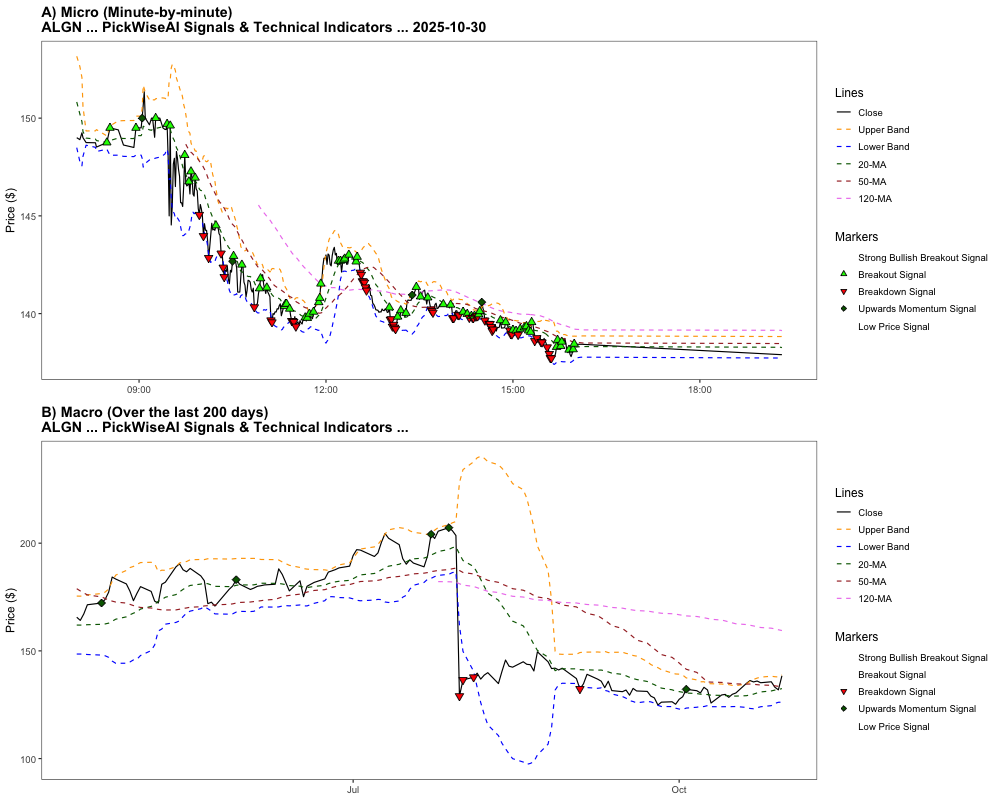 A) Micro (Minute-by-minute)
ALGN ... PickWiseAI Signals & Technical Indicators ... 2025-10-30
Price ($)
150
145
140
09:00
12:00
15:00
18:00
Lines
Close
Upper Band
Lower Band
20-MA
50-MA
120-MA
Markers
Strong Bullish Breakout Signal
Breakout Signal
Breakdown Signal
Upwards Momentum Signal
Low Price Signal
B) Macro (Over the last 200 days)
ALGN ... PickWiseAI Signals & Technical Indicators ...
Price ($)
200
150
100
Jul
Oct
Lines
Close
Upper Band
Lower Band
20-MA
50-MA
120-MA
Markers
Strong Bullish Breakout Signal
Breakout Signal
Breakdown Signal
Upwards Momentum Signal
Low Price Signal